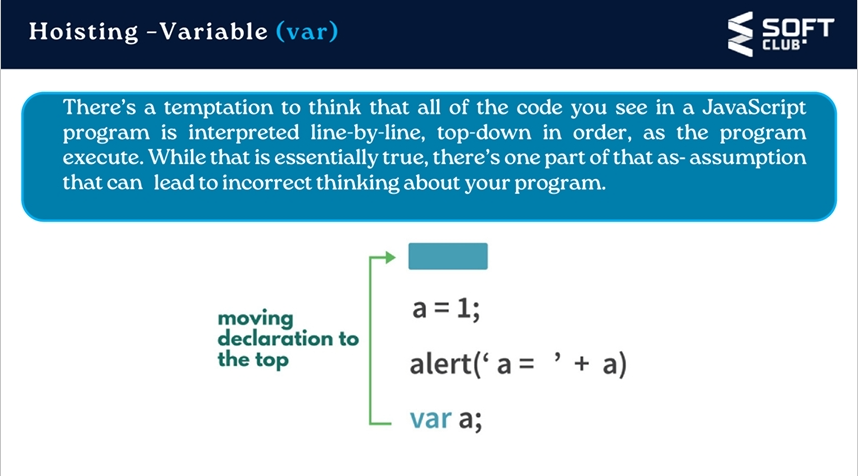 Hoisting –Variable (var)
SOFT
CLUB
There's a temptation to think that all of the code you see in a JavaScript
program is interpreted line-by-line, top-down in order, as the program
execute. While that is essentially true, there's one part of that as- assumption
that can lead to incorrect thinking about your program.
moving
declaration to
the top
a = 1;
alert(‘ a = ’ + a)
var a;